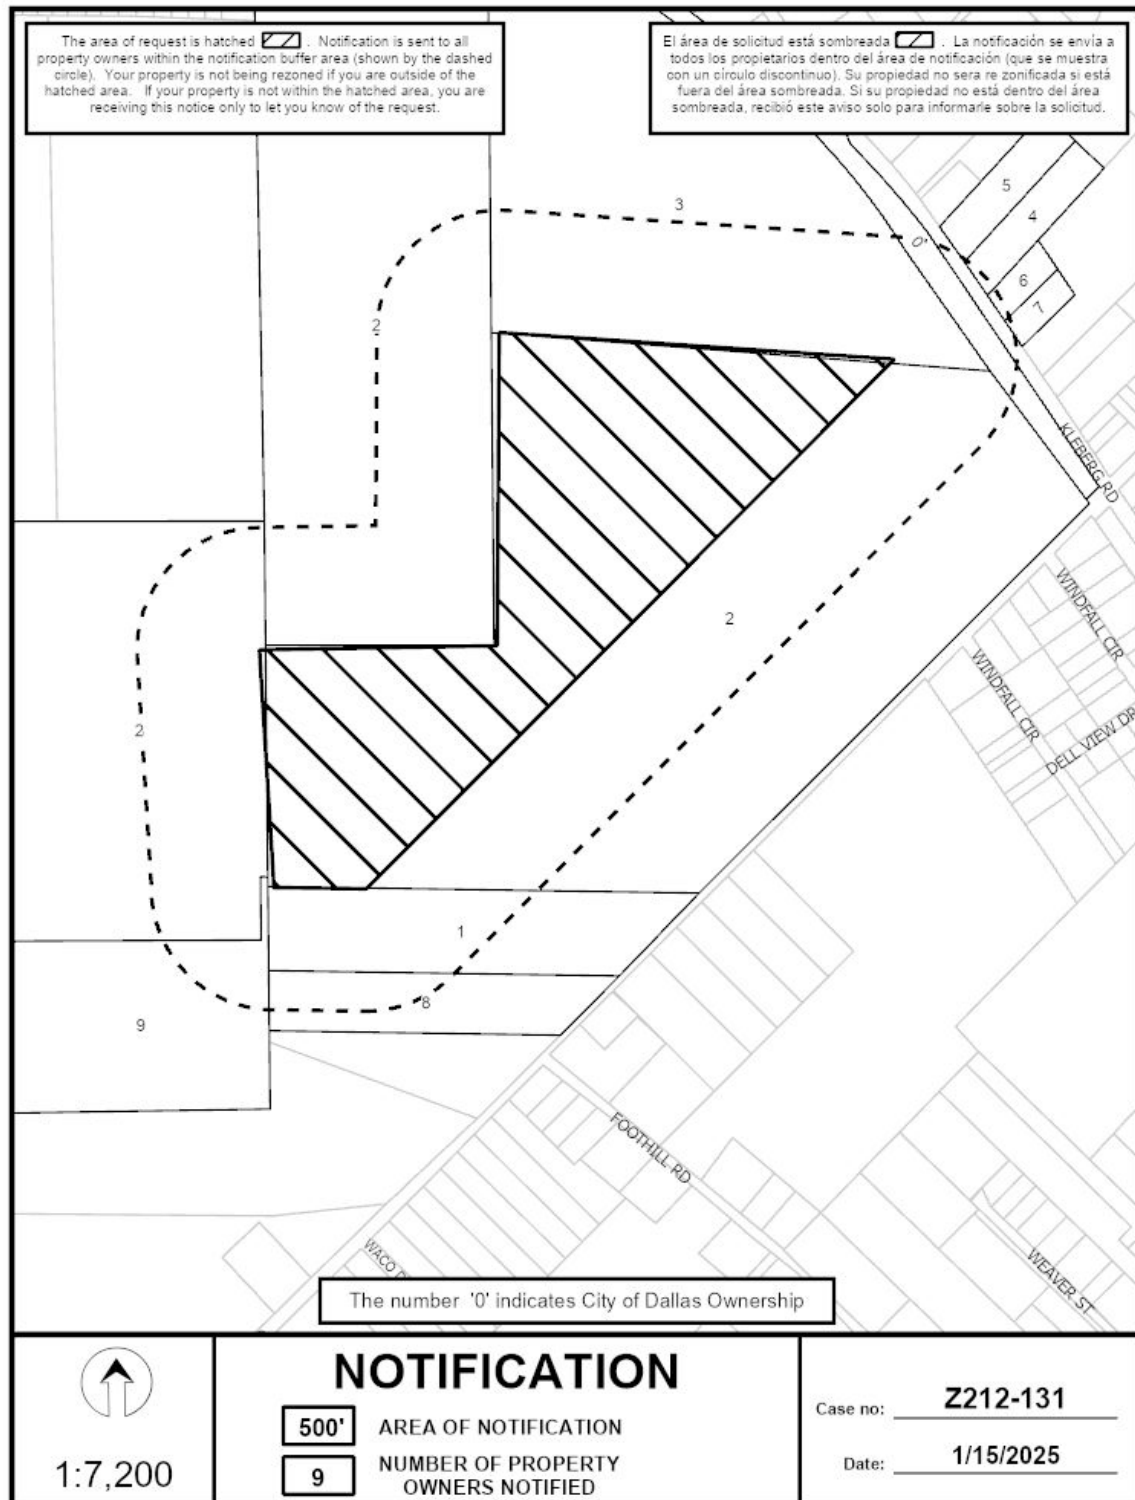 The area of request is hatched . Notification is sent to all
property owners within the notification buffer area (shown by the dashed
circle). Your property is not being rezoned if you are outside of the
hatched area. If your property is not within the hatched area, you are
receiving this notice only to let you know of the request.
El área de solicitud está sombreada . La notificación se envía a
todos los propietarios dentro del área de notificación (que se muestra
con un círculo discontinuo). Su propiedad no sera re zonificada si está
fuera del área sombreada. Si su propiedad no está dentro del área
sombreada, recibió este aviso solo para informarle sobre la solicitud.
5
3
4
0'
6
7
2
KLEBERG RD
WINDFALL CIR
2
WINDFALL CIR
2
DELL VIEW DR
1
8
9
FOOTHILL RD
WACO D
WEAVER ST
The number '0' indicates City of Dallas Ownership
1:7,200
NOTIFICATION
500' AREA OF NOTIFICATION
9 NUMBER OF PROPERTY
OWNERS NOTIFIED
Case no: Z212-131
Date: 1/15/2025